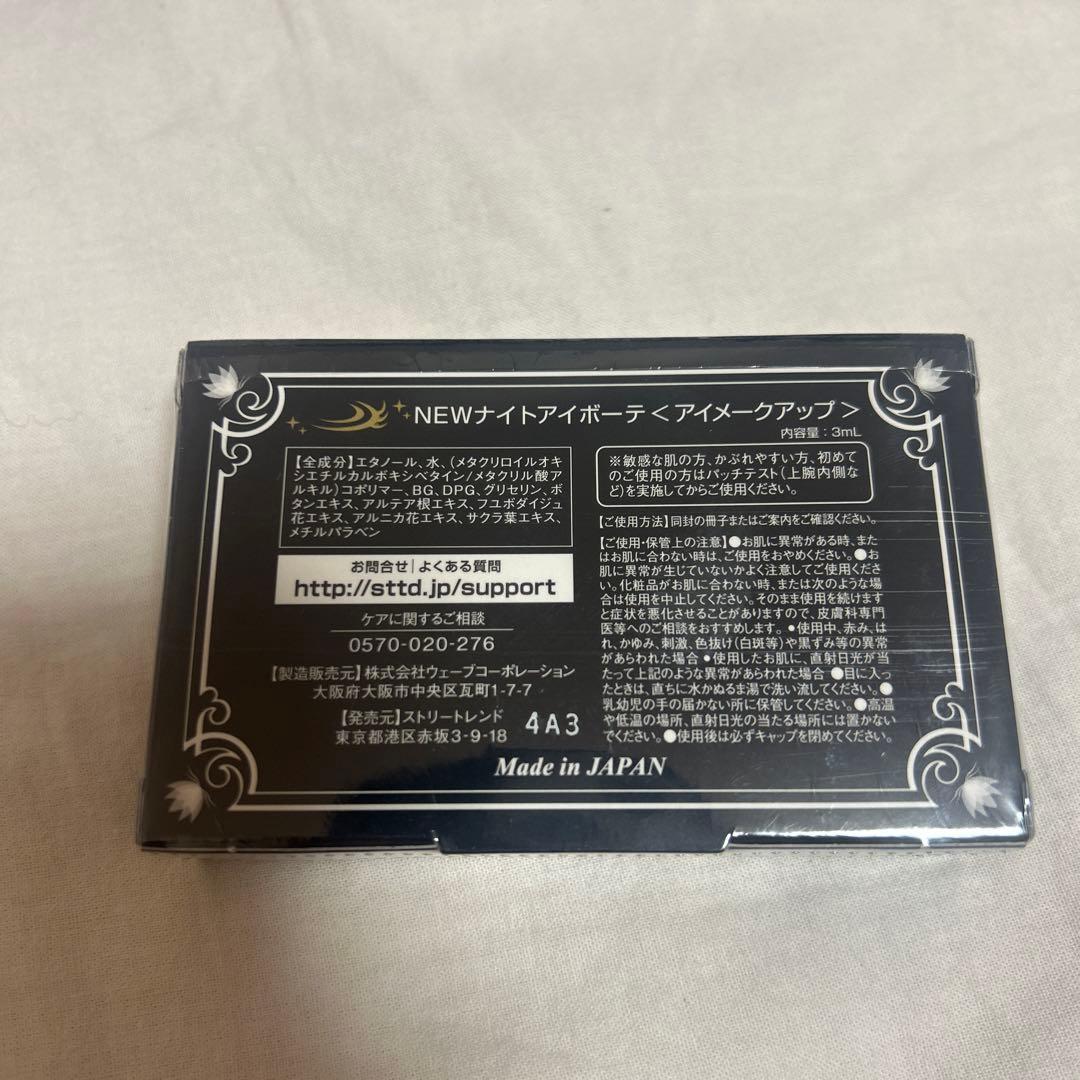 NEWナイトアイボーテ＜アイメークアップ＞
内容量：3mL
【全成分】エタノール、水、(メタクリロイルオキ
シエチルカルボキシベタイン/メタクリル酸ア
ルキル)コポリマー、BG、DPG、グリセリン、ボ
タンエキス、アルテア根エキス、フユボダイジュ
花エキス、アルニカ花エキス、サクラ葉エキス、
メチルパラベン
お問合せ|よくある質問
http://sttd.jp/support
ケアに関するご相談
0570-020-276
【製造販売元】株式会社ウェーブコーポレーション
大阪府大阪市中央区瓦町1-7-7
【発売元】ストリートレンド
東京都港区赤坂3-9-18
4A3
※敏感な肌の方、かぶれやすい方、初めて
のご使用の方はパッチテスト(上腕内側な
ど)を実施してからご使用ください。
【ご使用方法】同封の冊子またはご案内をご確認ください。
【ご使用・保管上の注意】●お肌に異常がある時、また
はお肌に合わない時は、ご使用をおやめください。●お
肌に異常が生じていないかよく注意してご使用くださ
い。化粧品がお肌に合わない時、または次のような場
合は使用を中止してください。そのまま使用を続けます
と症状を悪化させることがありますので、皮膚科専門
医等へのご相談をおすすめします。•使用中、赤み、は
れ、かゆみ、刺激、色抜け(白斑等)や黒ずみ等の異常
があらわれた場合•使用したお肌に、直射日光が当
たって上記のような異常があらわれた場合●目に入っ
たときは、直ちに水かぬるま湯で洗い流してください。●
乳幼児の手の届かない所に保管してください。●高温
や低温の場所、直射日光の当たる場所には置かない
でください。●使用後は必ずキャップを閉めてください。
Made in JAPAN